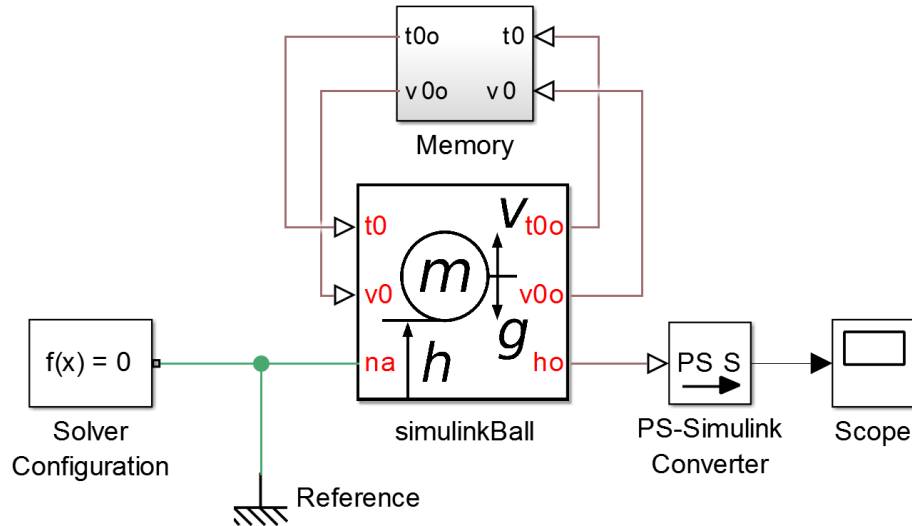 t0o t0
v0o v0
Memory
t0 v t0o
m
v0 v0o
g
f(x) = 0 na h ho PS S
simulinkBall
Solver
Configuration
PS-Simulink
Converter
Scope
Reference